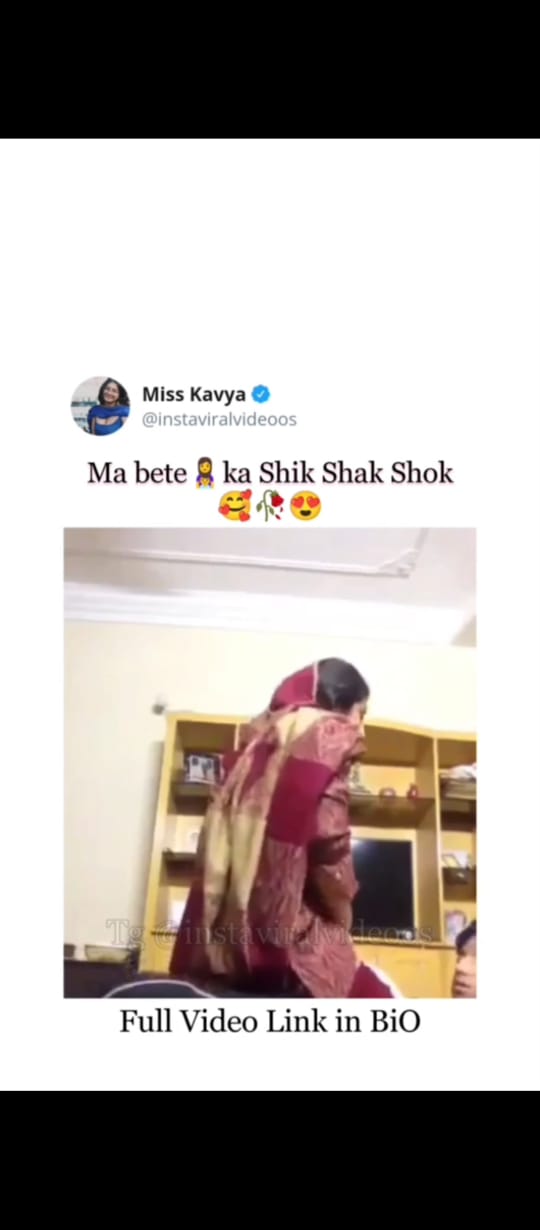 Miss Kavya
@instaviralvideoos
Ma bete 👩‍🍼 ka Shik Shak Shok
🥰🥀😍
Tg @instaviralvideoos
Full Video Link in BiO